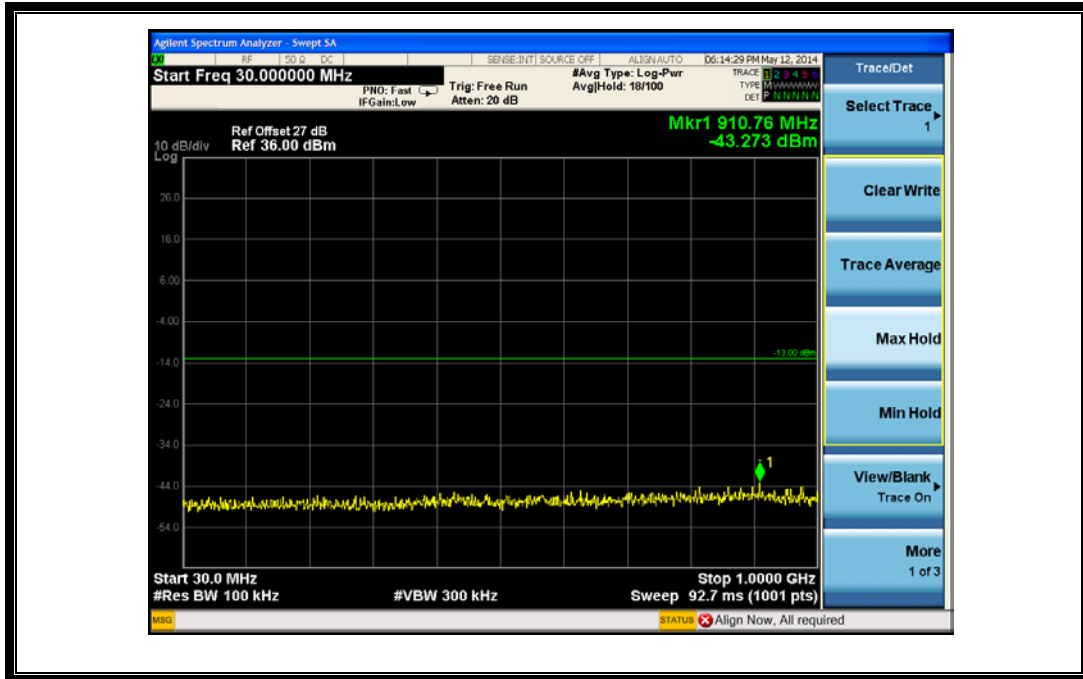 Agilent Spectrum Analyzer - Swept SA
RF 50 Ω DC SENSE:INT SOURCE OFF ALIGNAUTO 06:14:29 PM May 12, 2014
Start Freq 30.000000 MHz
PNO: Fast
IFGain:Low
Trig: Free Run
Atten: 20 dB
#Avg Type: Log-Pwr
Avg|Hold: 18/100
TRACE 1 2 3 4 5 6
TYPE M
DET P N N N N N
Ref Offset 27 dB
10 dB/div Ref 36.00 dBm
Log
Mkr1 910.76 MHz
-43.273 dBm
26.0
16.0
6.00
-4.00
-13.00 dBm
-14.0
-24.0
-34.0
1
-44.0
-54.0
Start 30.0 MHz
Stop 1.0000 GHz
#Res BW 100 kHz
#VBW 300 kHz
Sweep 92.7 ms (1001 pts)
MSG
STATUS Align Now, All required
Trace/Det
Select Trace
1
Clear Write
Trace Average
Max Hold
Min Hold
View/Blank
Trace On
More
1 of 3